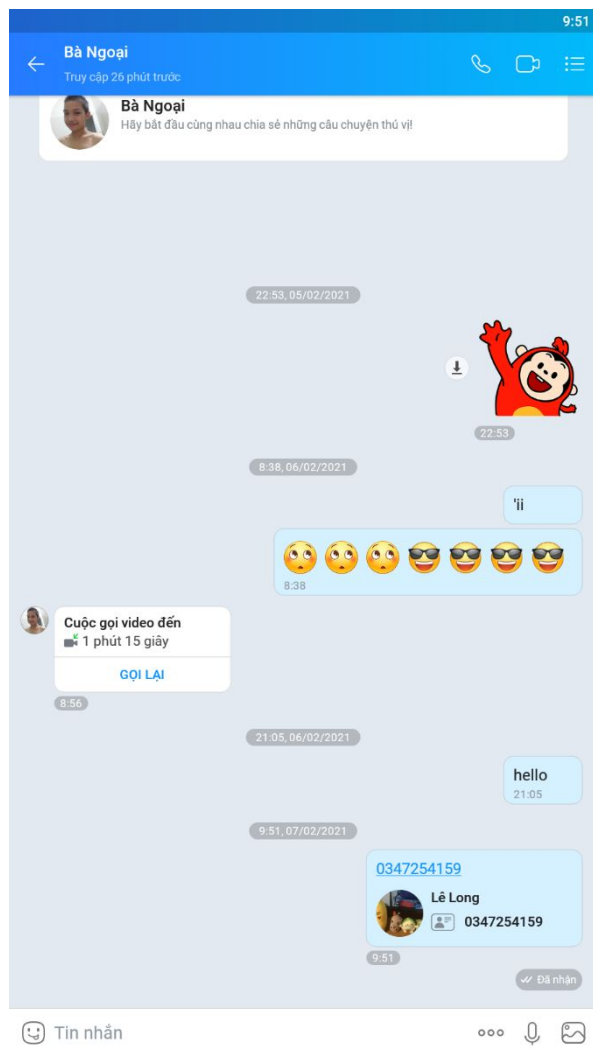 9:51
Bà Ngoại
Truy cập 26 phút trước
Bà Ngoại
Hãy bắt đầu cùng nhau chia sẻ những câu chuyện thú vị!
22:53, 05/02/2021
22:53
8:38, 06/02/2021
'ii
8:38
Cuộc gọi video đến
1 phút 15 giây
GỌI LẠI
8:56
21:05, 06/02/2021
hello
21:05
9:51, 07/02/2021
0347254159
Lê Long
0347254159
9:51
Đã nhận
Tin nhắn